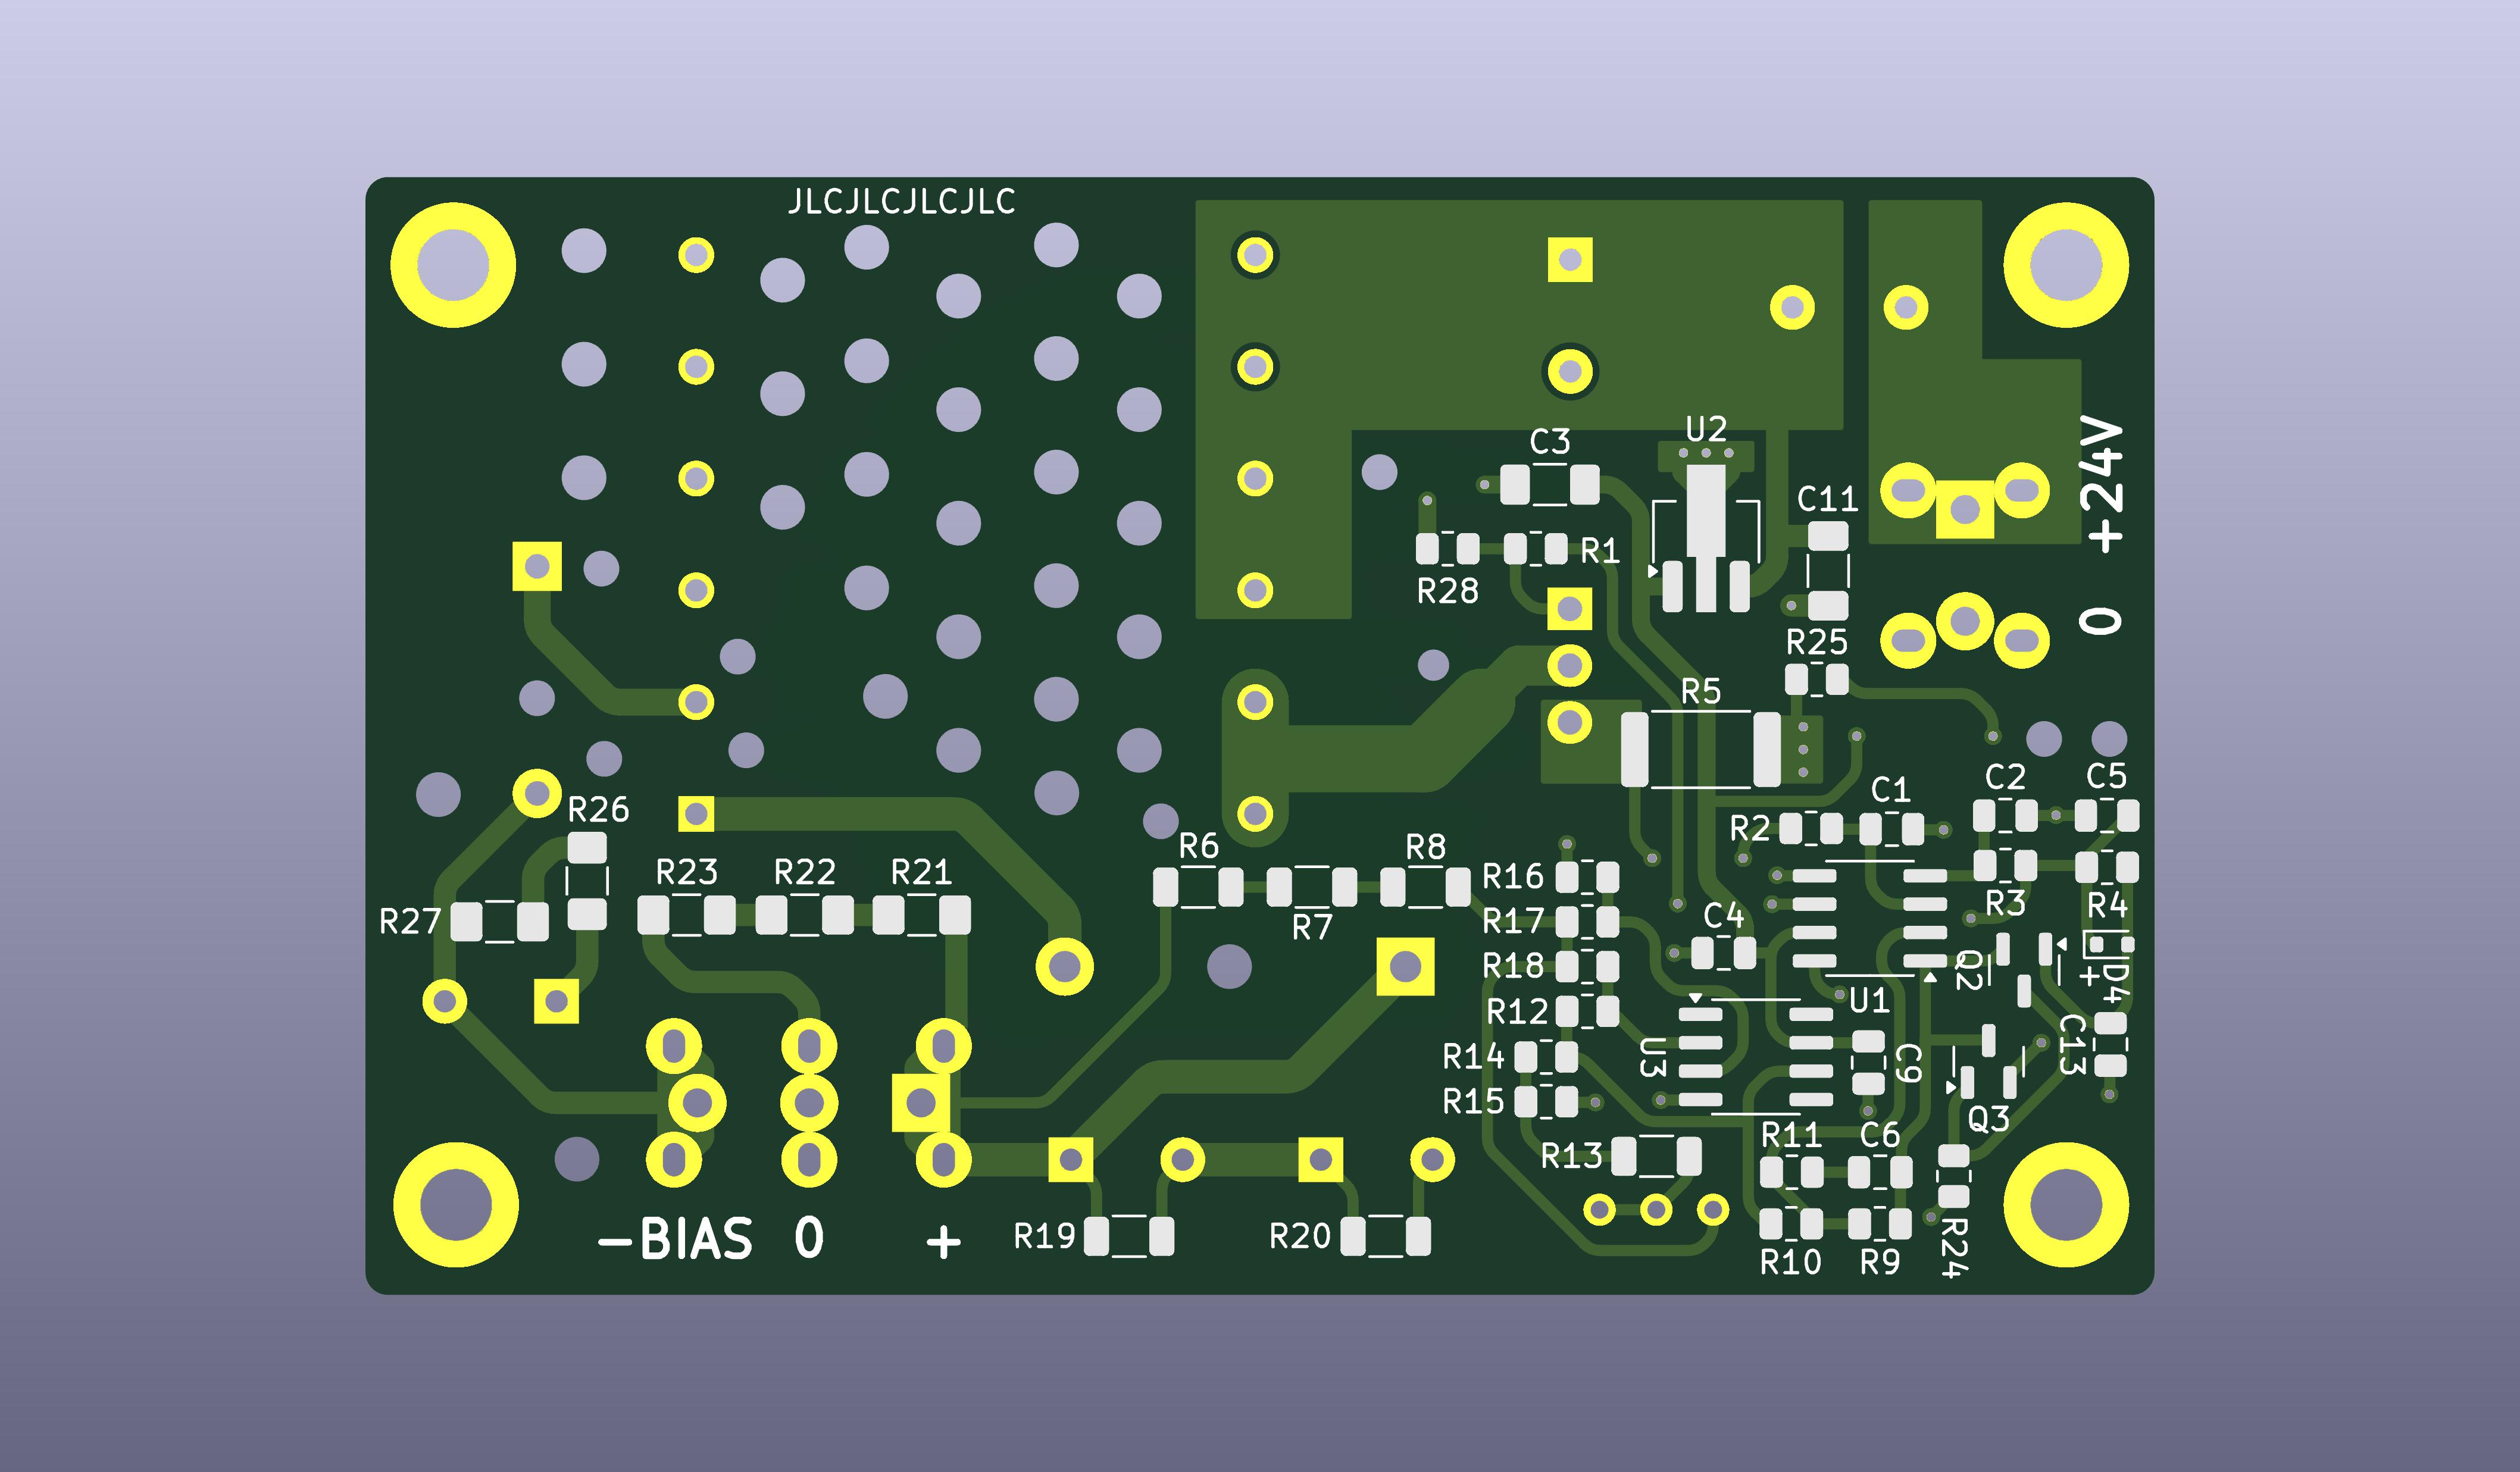 JLCJLCJLCJLC
+24V
U2
C3
C11
R1
R28
0
R25
R5
C2
C5
C1
R26
R2
R6
R8
R23
R22
R21
R16
R3
R4
R27
R17
C4
R7
R18
Q2
D4
+
R12
U1
C13
R14
U3
C9
R15
Q3
R11
C6
R13
-BIAS 0 +
R19
R20
R24
R10
R9